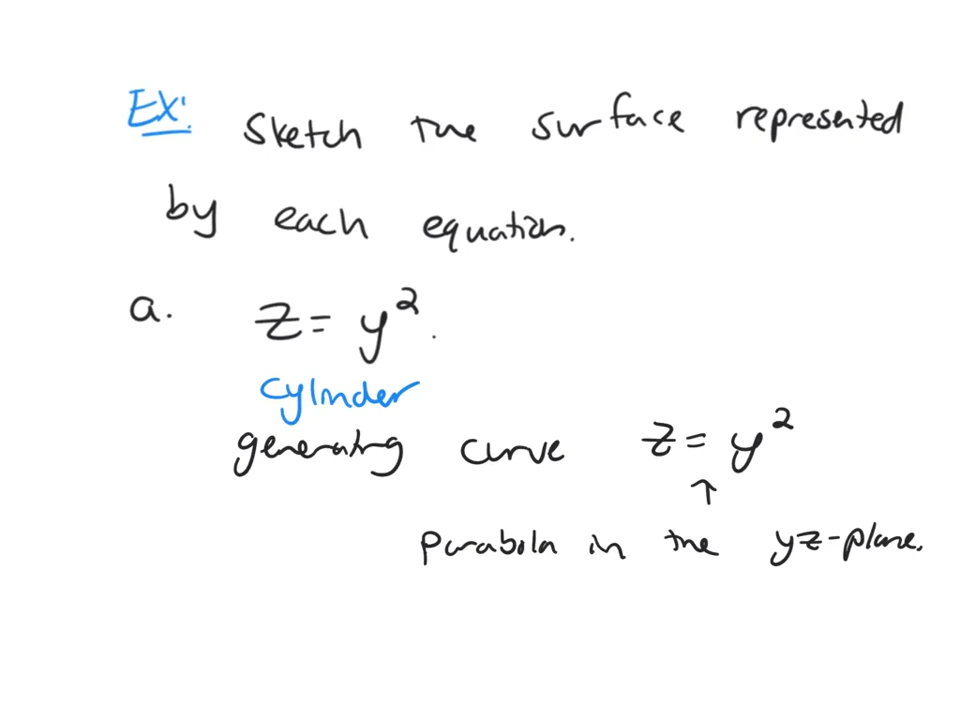 Ex: Sketch the surface represented
by each equation.
a. z = y².
Cylinder
generating curve z = y²
↑
Parabola in the yz-plane.